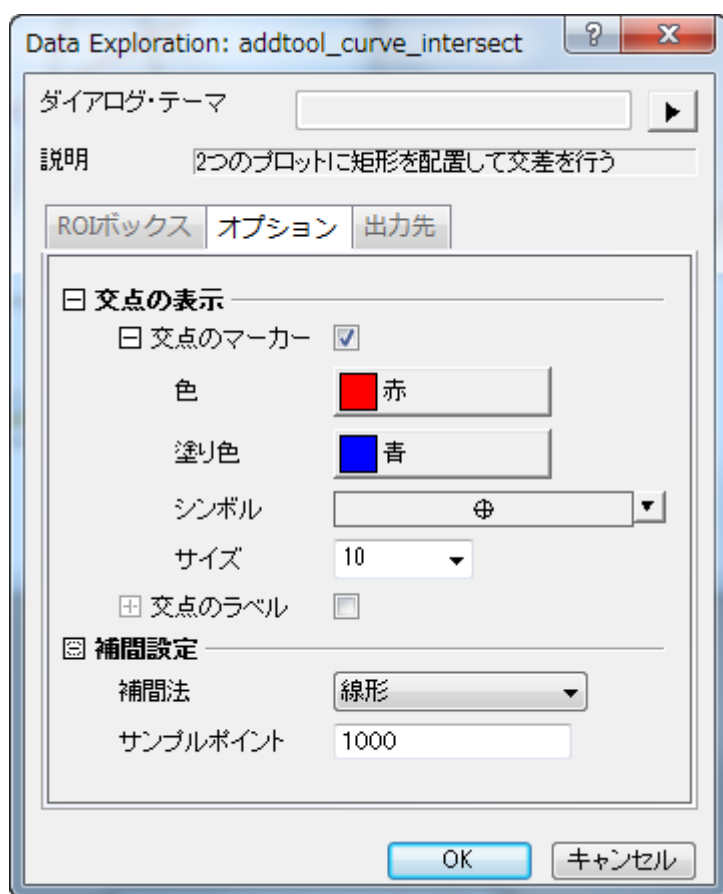 Data Exploration: addtool_curve_intersect
ダイアログ・テーマ
説明 2つのプロットに矩形を配置して交差を行う
ROIボックス オプション 出力先
交点の表示
交点のマーカー
色 赤
塗り色 青
シンボル
サイズ 10
交点のラベル
補間設定
補間法 線形
サンプルポイント 1000
OK キャンセル